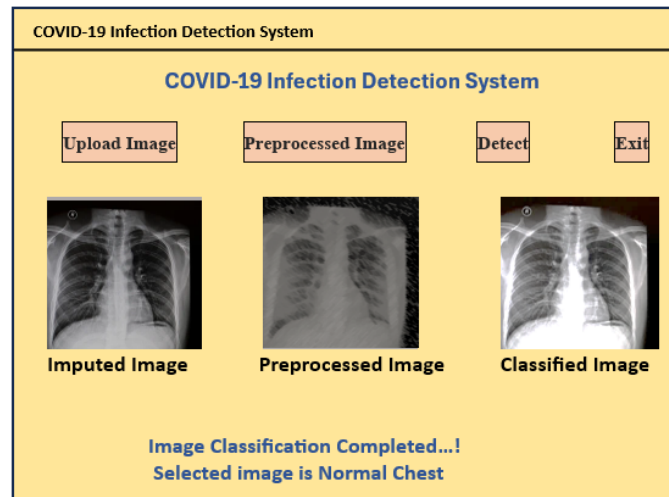 COVID-19 Infection Detection System
COVID-19 Infection Detection System
Upload Image Preprocessed Image Detect Exit
Imputed Image Preprocessed Image Classified Image
Image Classification Completed...!
Selected image is Normal Chest